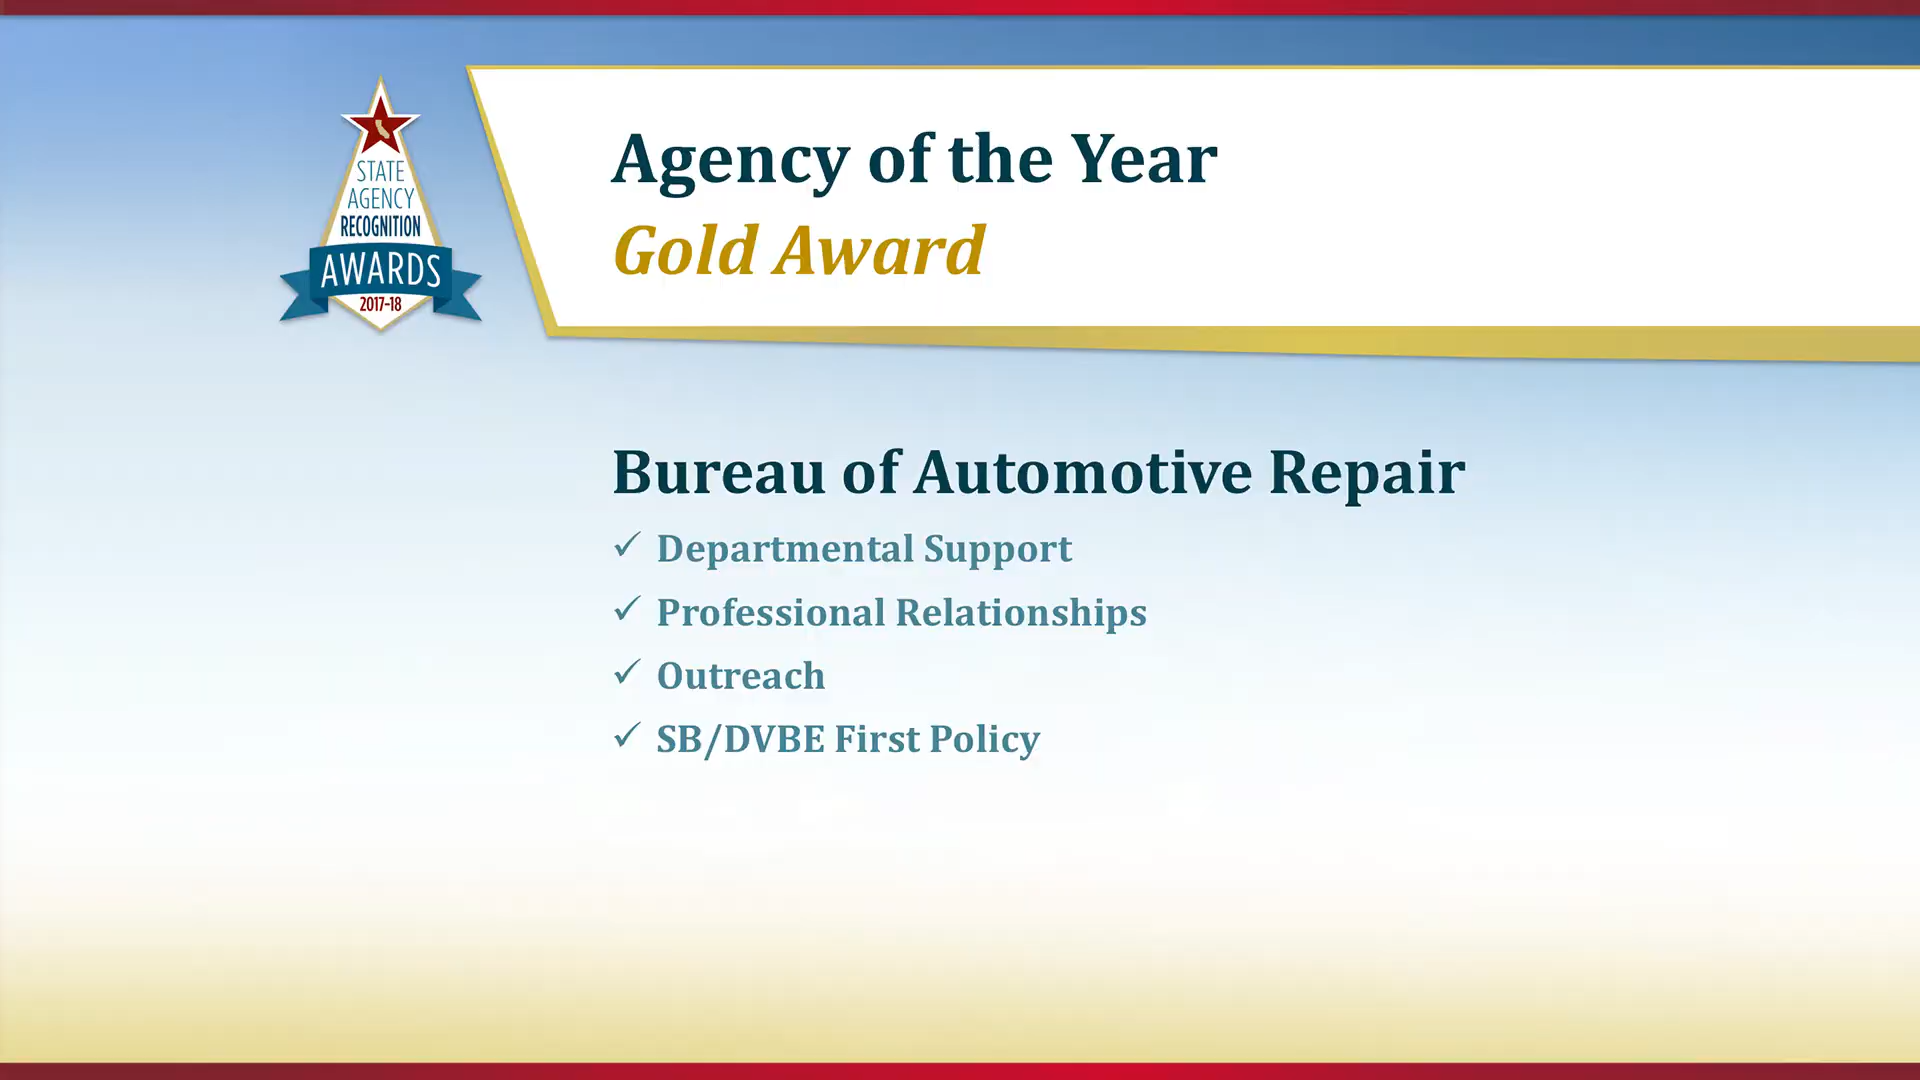 STATE
AGENCY
RECOGNITION
AWARDS
2017-18
Agency of the Year
Gold Award
Bureau of Automotive Repair
✓ Departmental Support
✓ Professional Relationships
✓ Outreach
✓ SB/DVBE First Policy